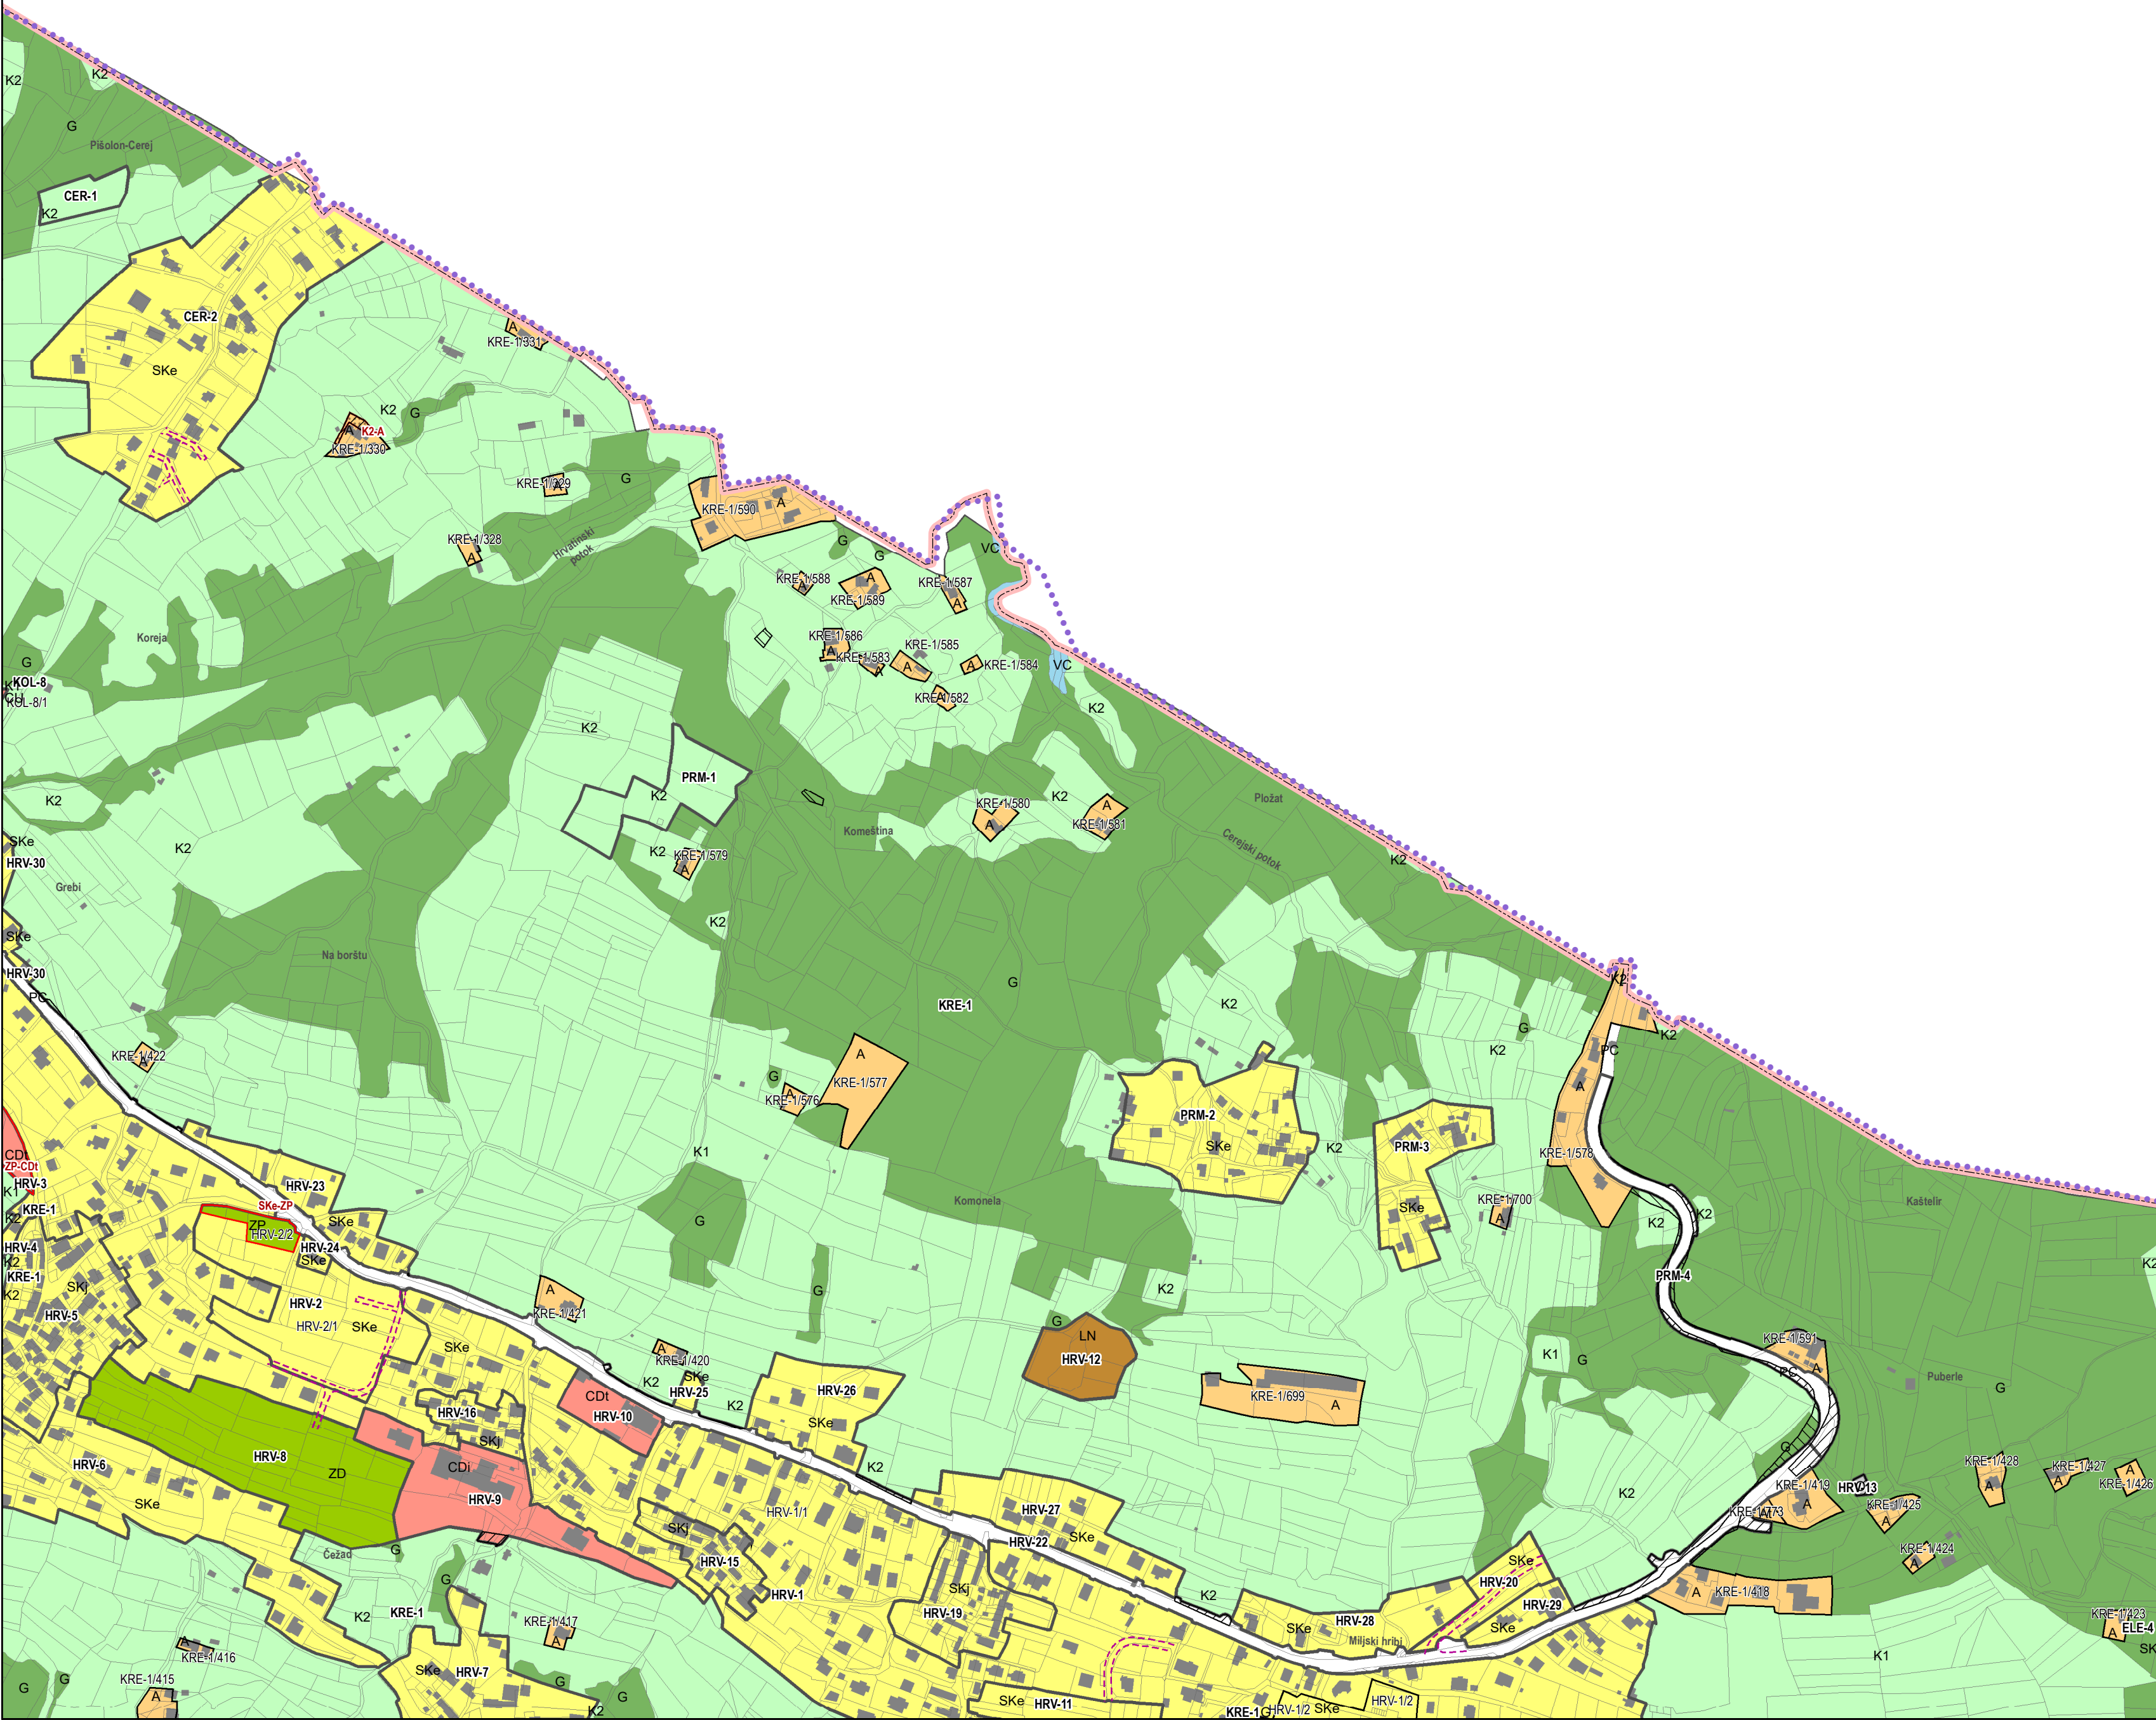 K2
K2
G
Pišolon-Cerej
CER-1
K2
CER-2
SKe
A
KRE-1/331
K2
G
A
K2-A
KRE-1/330
KRE-1/329
A
G
KRE-1/590
A
KRE-1/328
A
Hrvatinski
potok
G
G
VC
KRE-1/588
A
A
KRE-1/589
KRE-1/587
A
Koreja
KRE-1/586
A
KRE-1/583
A
KRE-1/585
A
A
KRE-1/584
VC
G
KOL-8
KOL-8/1
KRE-1/582
A
K2
K2
PRM-1
K2
K2
KRE-1/580
A
K2
A
KRE-1/581
Pložat
Komeština
Cerejski potok
SKe
HRV-30
K2
K2
KRE-1/579
A
K2
Grebi
K2
SKe
Na borštu
HRV-30
PC
G
KRE-1
K2
K2
G
K2
K2
PC
KRE-1/422
A
A
KRE-1/577
G
A
KRE-1/576
A
PRM-2
SKe
K2
PRM-3
SKe
KRE-1/578
K1
CDt
ZP-CDt
HRV-3
K1
KRE-1
K2
HRV-23
SKe-ZP
ZP
HRV-2/2
SKe
HRV-24
SKe
Komonela
G
KRE-1/700
A
K2
K2
Kaštelir
HRV-4
K2
KRE-1
K2
SKj
HRV-5
HRV-2
HRV-2/1
SKe
A
KRE-1/421
G
K2
PRM-4
K2
SKe
A
KRE-1/420
G
LN
HRV-12
KRE-1/591
A
PC
K1
G
Puberle
G
K2
SKe
HRV-25
K2
HRV-26
SKe
CDt
HRV-10
KRE-1/699
A
HRV-16
SKj
HRV-8
ZD
CDi
HRV-9
HRV-6
SKe
K2
G
KRE-1/428
A
KRE-1/427
A
A
KRE-1/426
KRE-1/419
A
HRV-13
KRE-1/425
A
KRE-1/773
K2
HRV-1/1
HRV-27
SKe
HRV-22
SKj
HRV-15
HRV-1
Čežad
G
G
K2
KRE-1
SKj
HRV-19
K2
SKe
HRV-20
HRV-29
SKe
HRV-28
SKe
Miljski hribi
KRE-1/424
A
A
KRE-1/418
KRE-1/423
A
ELE-4
K1
KRE-1/417
A
A
KRE-1/416
KRE-1/415
A
G
G
SKe
HRV-7
G
G
K2
SKe
HRV-11
KRE-1
G
HRV-1/2
SKe
HRV-1/2